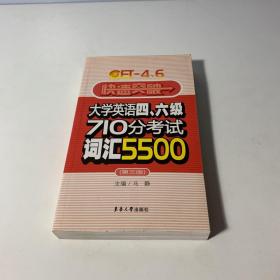 CET-4.6
快速突破
大学英语四、六级
710分考试
词汇5500
(第三版)
主编/马 静
东华大学出版社